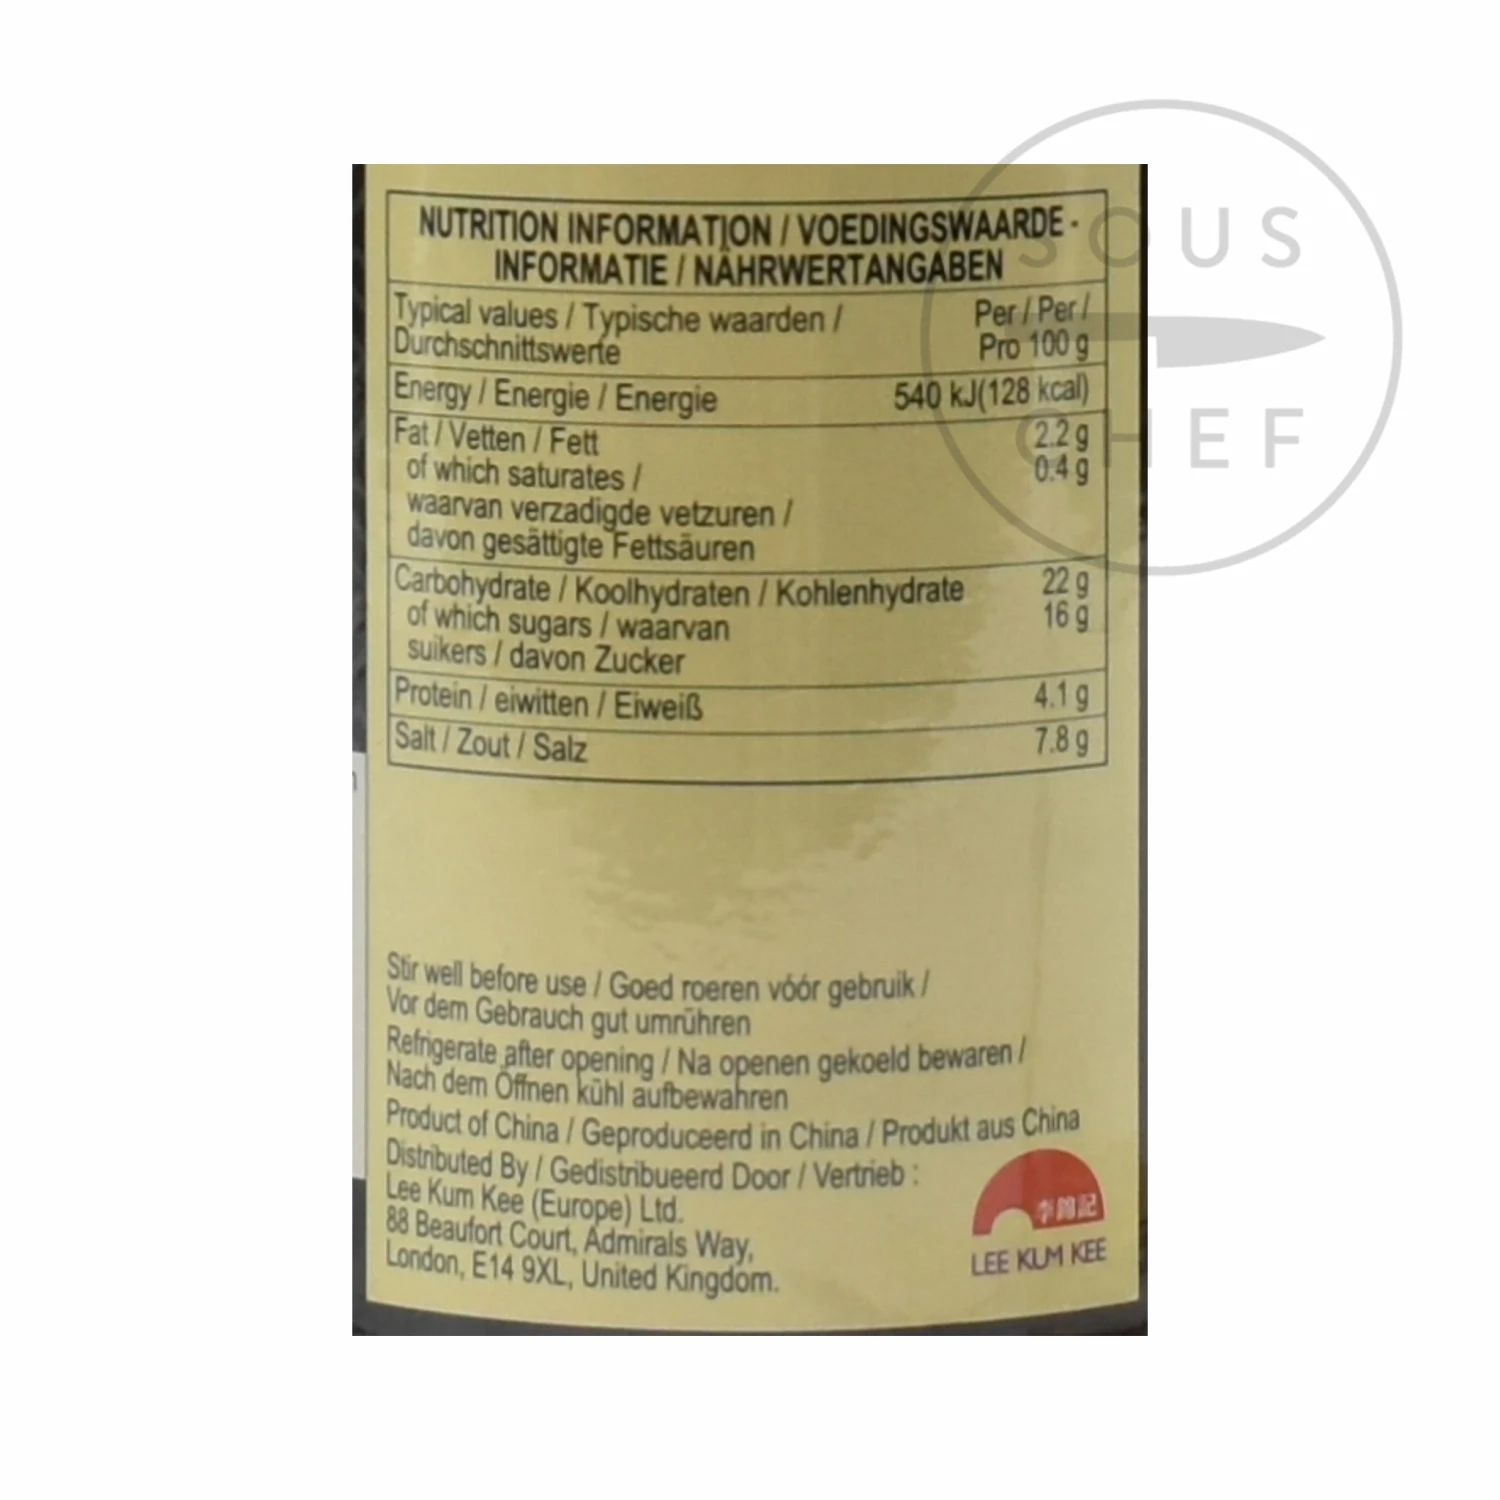 NUTRITION INFORMATION / VOEDINGSWAARDE -
INFORMATIE / NÄHRWERTANGABEN
Typical values / Typische waarden / Per / Per /
Durchschnittswerte Pro 100 g
Energy / Energie / Energie 540 kJ(128 kcal)
Fat / Vetten / Fett 2.2 g
of which saturates / 0.4 g
waarvan verzadigde vetzuren /
davon gesättigte Fettsäuren
Carbohydrate / Koolhydraten / Kohlenhydrate 22 g
of which sugars / waarvan 16 g
suikers / davon Zucker
Protein / eiwitten / Eiweiß 4.1 g
Salt / Zout / Salz 7.8 g
Stir well before use / Goed roeren vóór gebruik /
Vor dem Gebrauch gut umrühren
Refrigerate after opening / Na openen gekoeld bewaren /
Nach dem Öffnen kühl aufbewahren
Product of China / Geproduceerd in China / Produkt aus China
Distributed By / Gedistribueerd Door / Vertrieb :
Lee Kum Kee (Europe) Ltd.
88 Beaufort Court, Admirals Way,
London, E14 9XL, United Kingdom.
李錦記
LEE KUM KEE
SOUS
CHEF